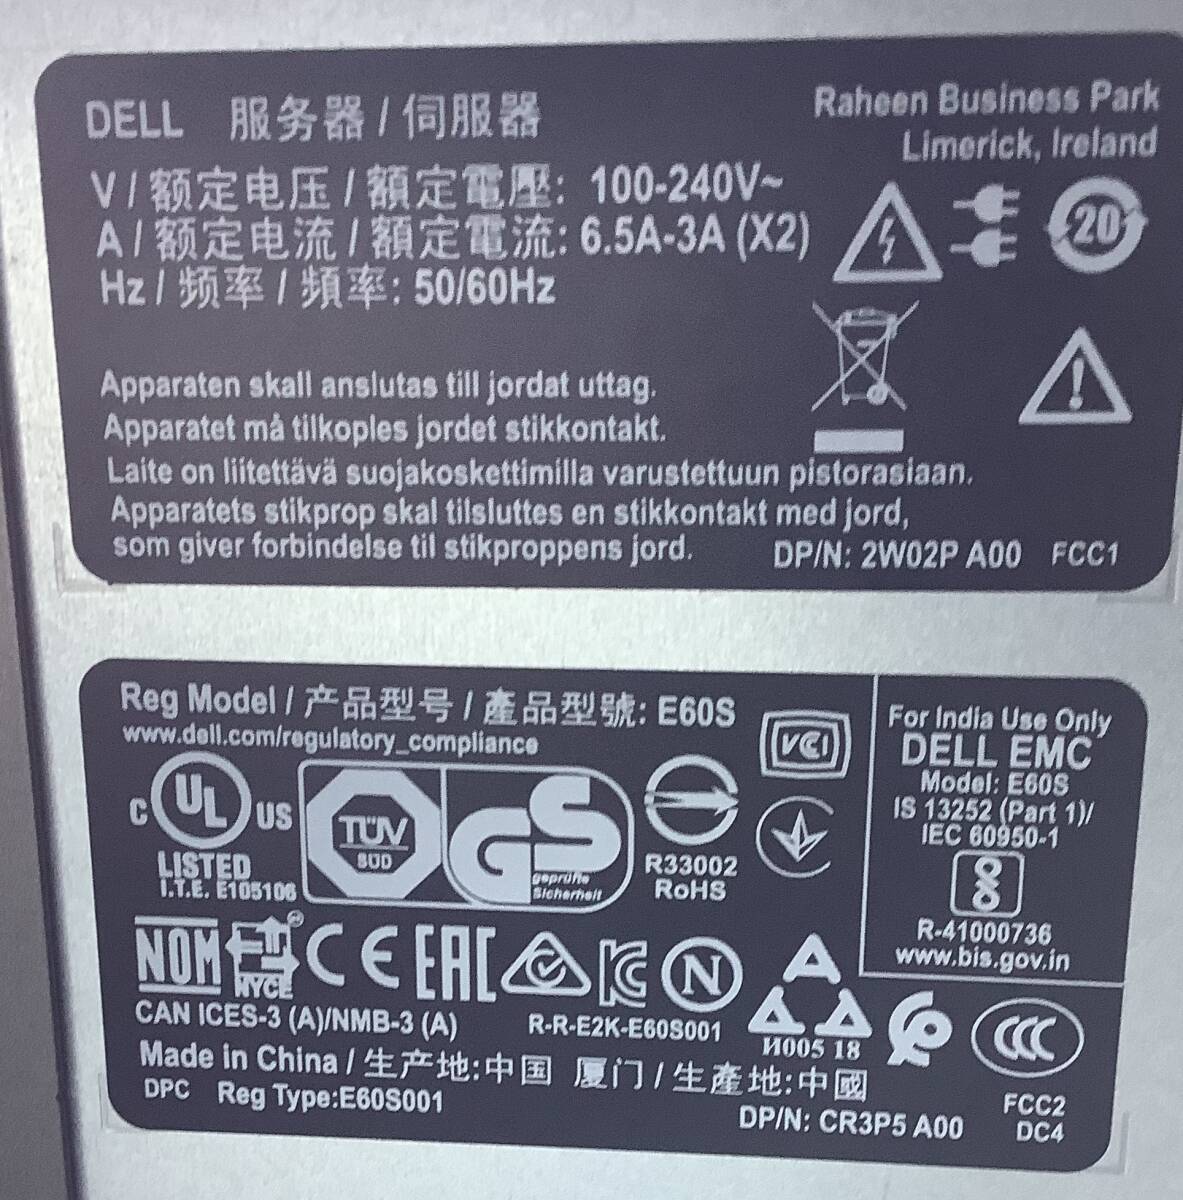 DELL 服务器 / 伺服器
Raheen Business Park
Limerick, Ireland
V / 额定电压 / 額定電壓: 100-240V~
A / 额定电流 / 額定電流: 6.5A-3A (X2)
Hz / 频率 / 頻率: 50/60Hz
20
Apparaten skall anslutas till jordat uttag.
Apparatet må tilkoples jordet stikkontakt.
Laite on liitettävä suojakoskettimilla varustettuun pistorasiaan.
Apparatets stikprop skal tilsluttes en stikkontakt med jord,
som giver forbindelse til stikproppens jord.
DP/N: 2W02P A00 FCC1
Reg Model / 产品型号 / 產品型號: E60S
www.dell.com/regulatory_compliance
C UL US
LISTED
I.T.E. E105106
TÜV
SÜD
GS
geprüfte
Sicherheit
R33002
RoHS
VCI
For India Use Only
DELL EMC
Model: E60S
IS 13252 (Part 1)/
IEC 60950-1
R-41000736
www.bis.gov.in
NOM
NYCE
CE EAC
N
CAN ICES-3 (A)/NMB-3 (A)
R-R-E2K-E60S001
И005 18
CCC
Made in China / 生产地:中国 厦门 / 生產地:中國
DPC Reg Type:E60S001
DP/N: CR3P5 A00
FCC2
DC4